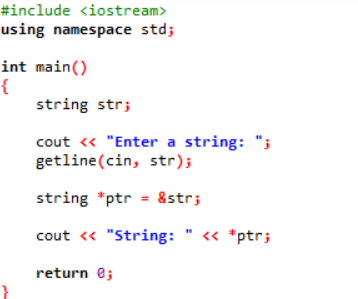 #include <iostream>
using namespace std;
int main()
{
string str;
cout << "Enter a string: ";
getline(cin, str);
string *ptr = &str;
cout << "String: " << *ptr;
return 0;
}